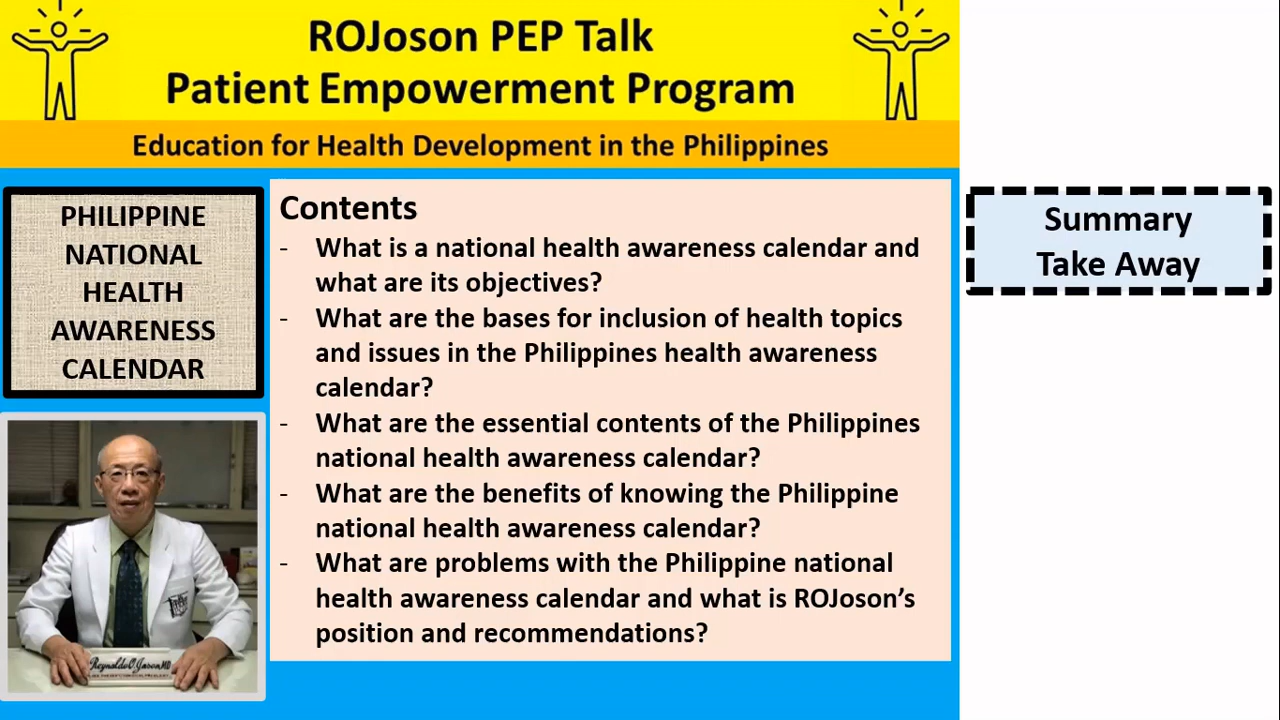 ROJoson PEP Talk
Patient Empowerment Program
Education for Health Development in the Philippines
PHILIPPINE
NATIONAL
HEALTH
AWARENESS
CALENDAR
Contents
- What is a national health awareness calendar and
what are its objectives?
- What are the bases for inclusion of health topics
and issues in the Philippines health awareness
calendar?
- What are the essential contents of the Philippines
national health awareness calendar?
- What are the benefits of knowing the Philippine
national health awareness calendar?
- What are problems with the Philippine national
health awareness calendar and what is ROJoson’s
position and recommendations?
Summary
Take Away
Reynaldo O. Joson, MD